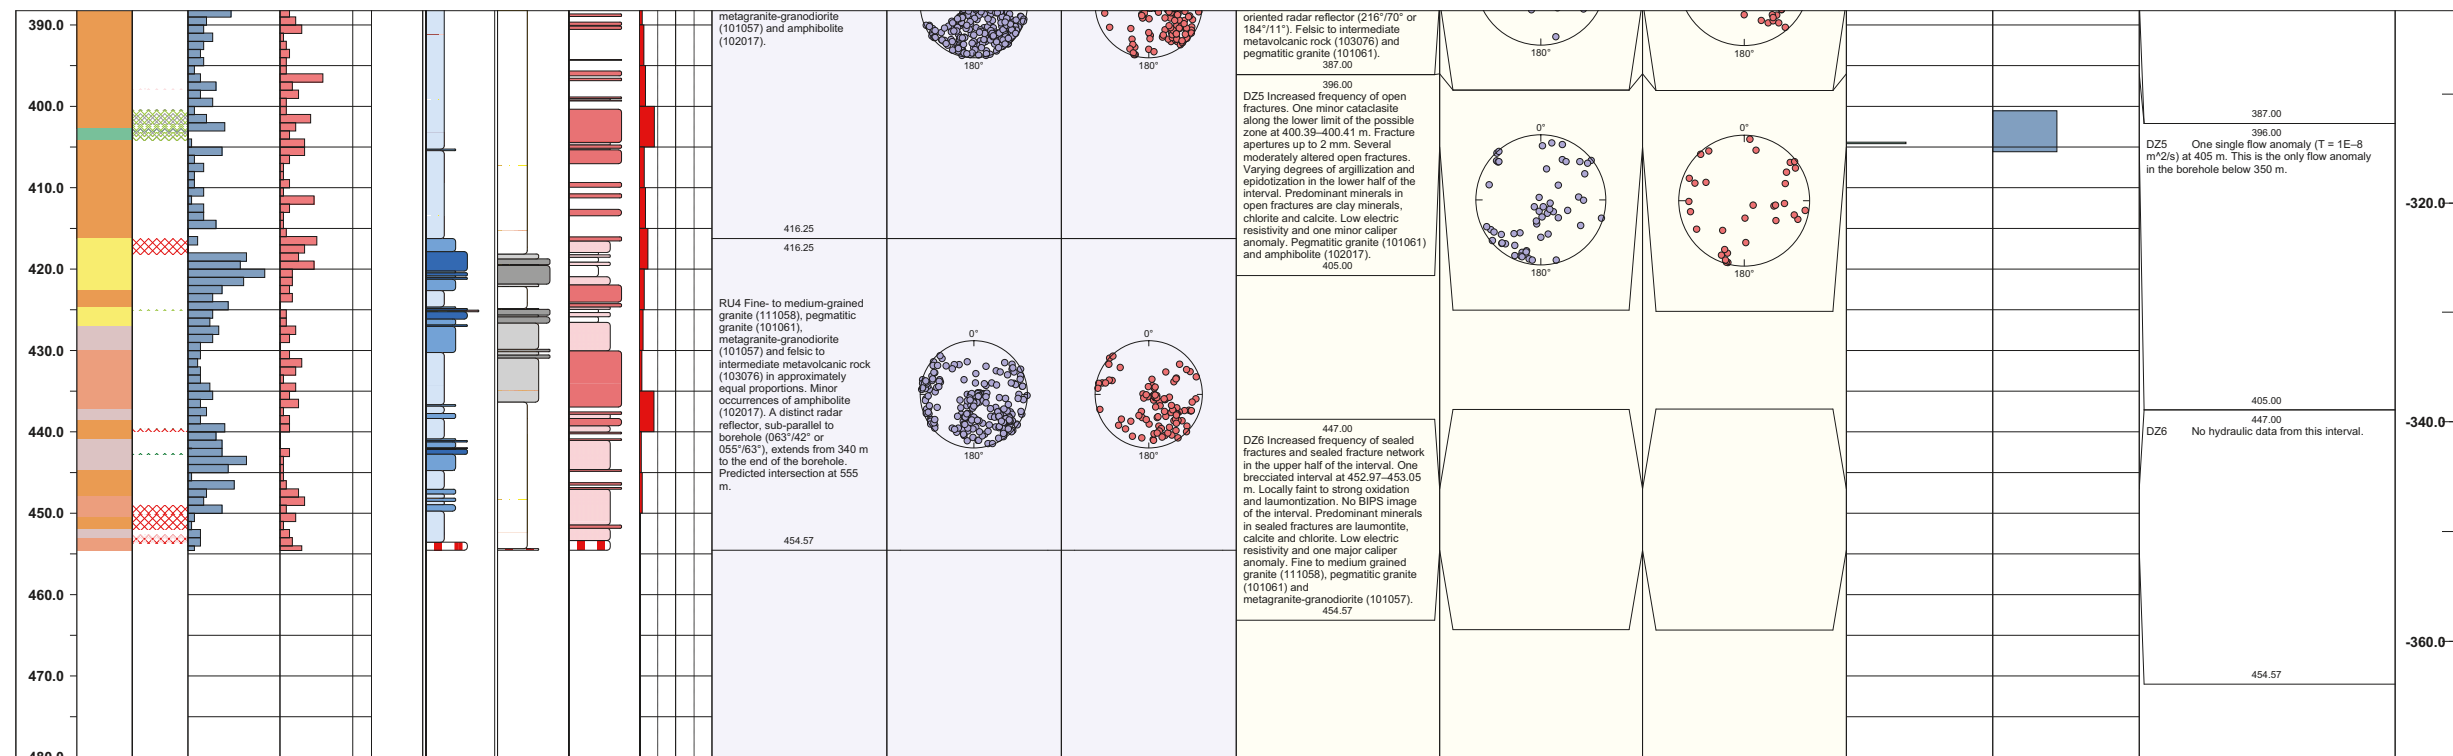 390.0
400.0
410.0
420.0
430.0
440.0
450.0
460.0
470.0
metagranite-granodiorite
(101057) and amphibolite
(102017).
416.25
416.25
RU4 Fine- to medium-grained
granite (111058), pegmatitic
granite (101061),
metagranite-granodiorite
(101057) and felsic to
intermediate metavolcanic rock
(103076) in approximately
equal proportions. Minor
occurrences of amphibolite
(102017). A distinct radar
reflector, sub-parallel to
borehole (063°/42° or
055°/63°), extends from 340 m
to the end of the borehole.
Predicted intersection at 555
m.
454.57
180°
0°
180°
180°
0°
180°
oriented radar reflector (216°/70° or
184°/11°). Felsic to intermediate
metavolcanic rock (103076) and
pegmatitic granite (101061).
387.00
396.00
DZ5 Increased frequency of open
fractures. One minor cataclasite
along the lower limit of the possible
zone at 400.39–400.41 m. Fracture
apertures up to 2 mm. Several
moderately altered open fractures.
Varying degrees of argillization and
epidotization in the lower half of the
interval. Predominant minerals in
open fractures are clay minerals,
chlorite and calcite. Low electric
resistivity and one minor caliper
anomaly. Pegmatitic granite (101061)
and amphibolite (102017).
405.00
447.00
DZ6 Increased frequency of sealed
fractures and sealed fracture network
in the upper half of the interval. One
brecciated interval at 452.97–453.05
m. Locally faint to strong oxidation
and laumontization. No BIPS image
of the interval. Predominant minerals
in sealed fractures are laumontite,
calcite and chlorite. Low electric
resistivity and one major caliper
anomaly. Fine to medium grained
granite (111058), pegmatitic granite
(101061) and
metagranite-granodiorite (101057).
454.57
180°
0°
180°
180°
0°
180°
387.00
396.00
DZ5 One single flow anomaly (T = 1E–8
m^2/s) at 405 m. This is the only flow anomaly
in the borehole below 350 m.
405.00
447.00
DZ6 No hydraulic data from this interval.
454.57
-320.0
-340.0
-360.0